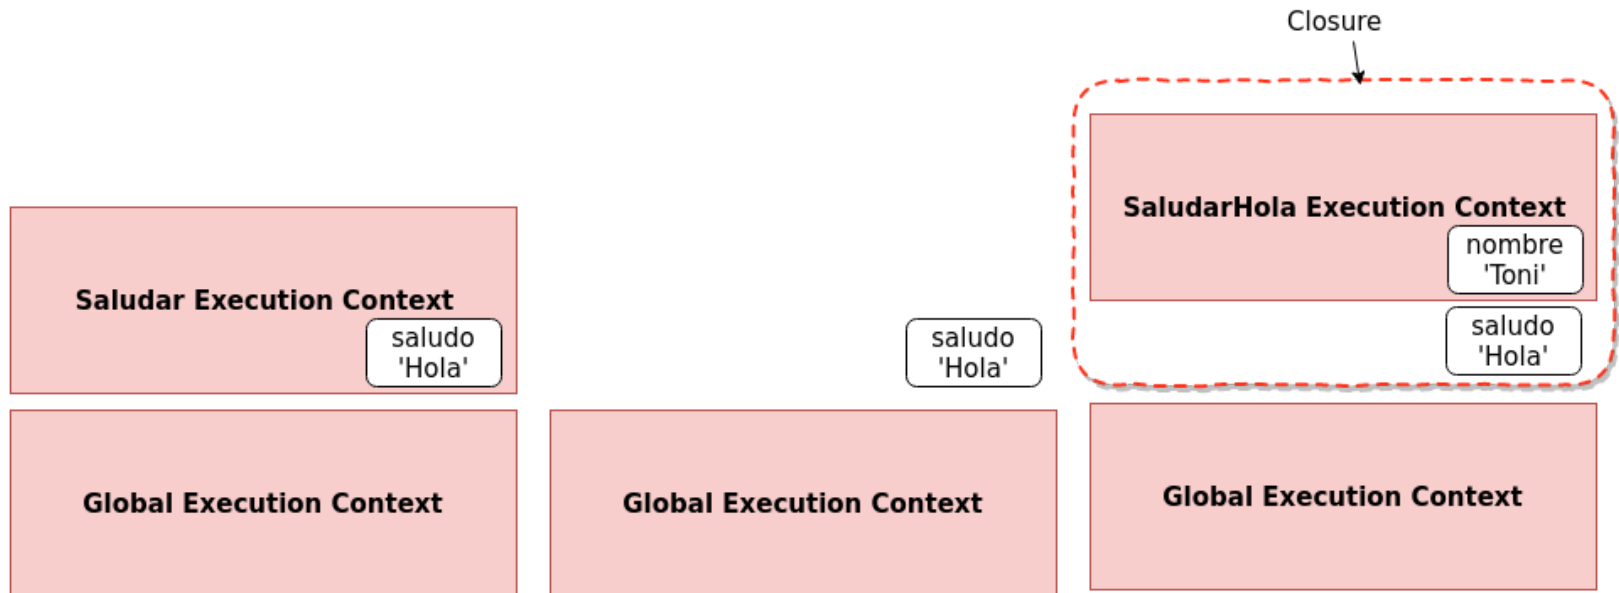 Closure
SaludarHola Execution Context
nombre
'Toni'
saludo
'Hola'
Saludar Execution Context
saludo
'Hola'
saludo
'Hola'
Global Execution Context
Global Execution Context
Global Execution Context